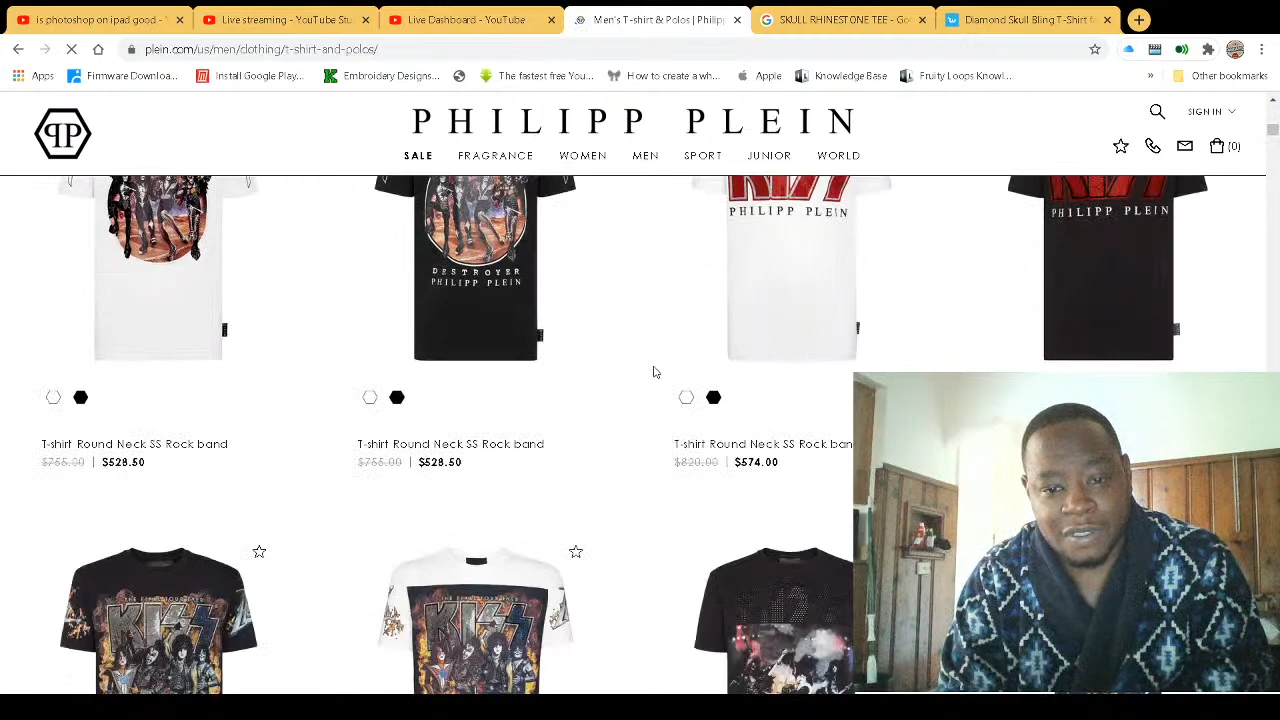 is photoshop on ipad good -
Live streaming - YouTube Stu
Live Dashboard - YouTube
Men's T-shirt & Polos | Philipp
SKULL RHINESTONE TEE - Go
Diamond Skull Bling T-Shirt f
plein.com/us/men/clothing/t-shirt-and-polos/
Apps
Firmware Downloa...
Install Google Play...
Embroidery Designs...
The fastest free You...
How to create a wh...
Apple
Knowledge Base
Fruity Loops Knowl...
»
Other bookmarks
PHILIPP PLEIN
SIGN IN
SALE FRAGRANCE WOMEN MEN SPORT JUNIOR WORLD
(0)
DESTROYER
PHILIPP PLEIN
KISS
PHILIPP PLEIN
KISS
PHILIPP PLEIN
T-shirt Round Neck SS Rock band
$755.00 | $528.50
T-shirt Round Neck SS Rock band
$755.00 | $528.50
T-shirt Round Neck SS Rock ban
$820.00 | $574.00
KISS
KISS